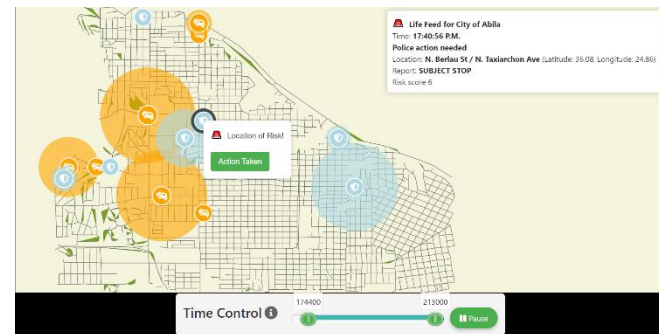 Life Feed for City of Abila
Time: 17:40:56 P.M.
Police action needed
Location: N. Berlau St / N. Taxiarchon Ave (Latitude: 36.08, Longitude: 24.86)
Report: SUBJECT STOP
Risk score 6
Location of Risk!
Action Taken
174400 213000
Time Control
Pause